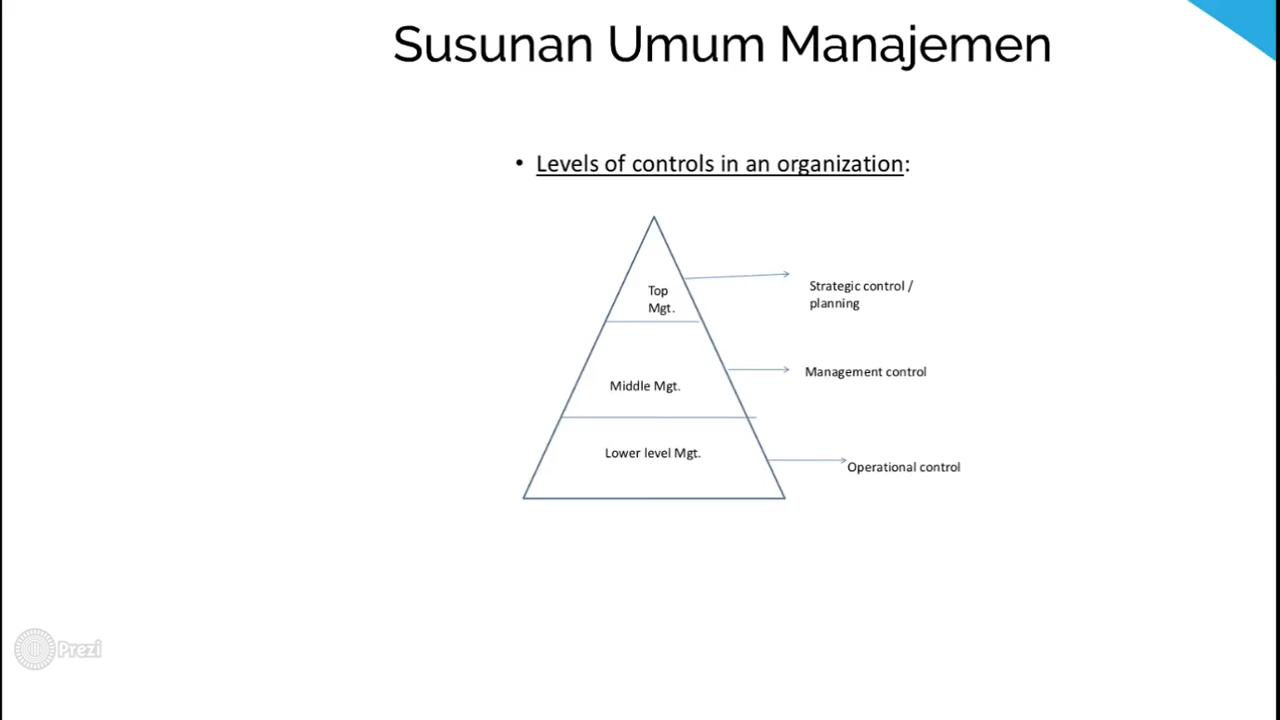 Susunan Umum Manajemen
• Levels of controls in an organization:
Top
Mgt.
Strategic control /
planning
Middle Mgt.
Management control
Lower level Mgt.
Operational control
Prezi